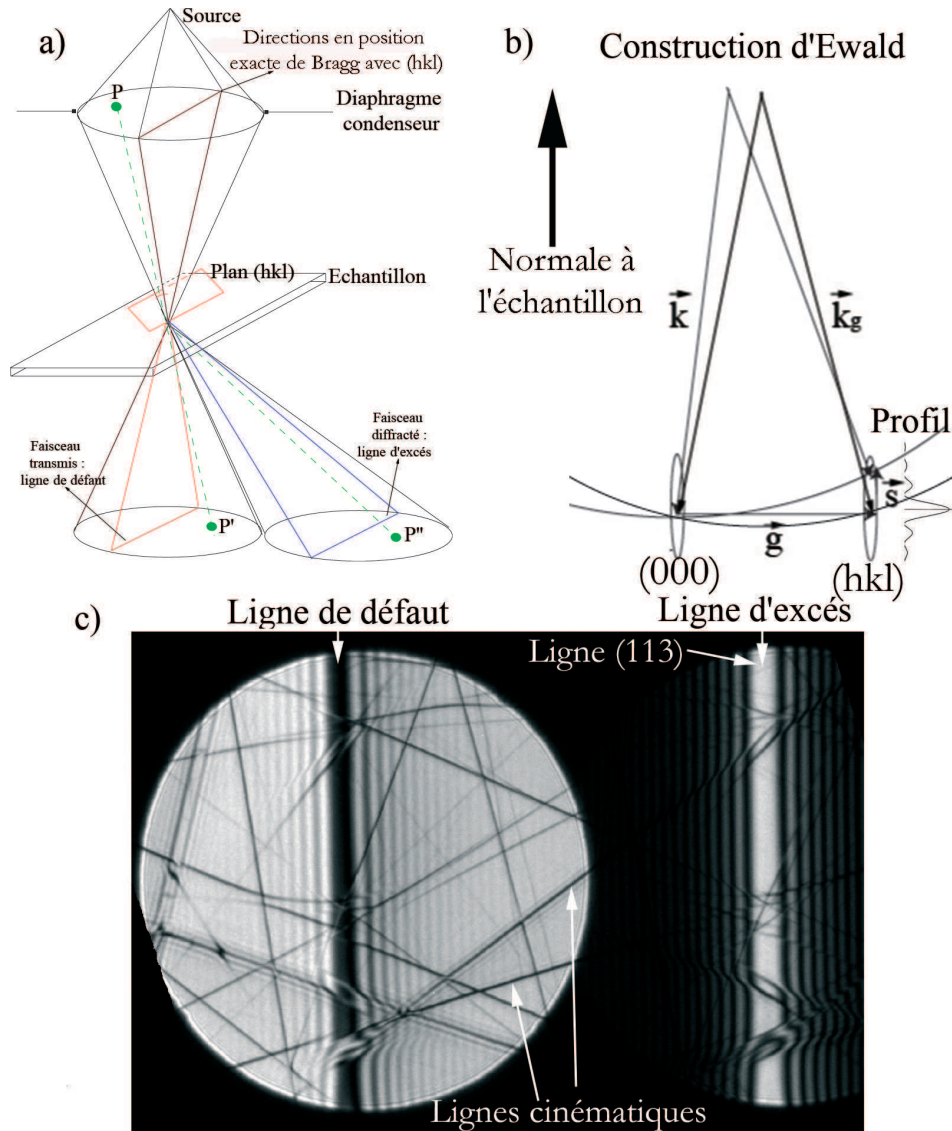 a)
Source
Directions en position
exacte de Bragg avec (hkl)
P
Diaphragme
condenseur
Plan (hkl)
Echantillon
Faisceau
transmis :
ligne de défaut
Faisceau
diffracté :
ligne d'excés
P'
P"
b)
Construction d'Ewald
Normale à
l'échantillon
k
kg
Profil
s
g
(000)
(hkl)
c)
Ligne de défaut
Ligne d'excés
Ligne (113)
Lignes cinématiques